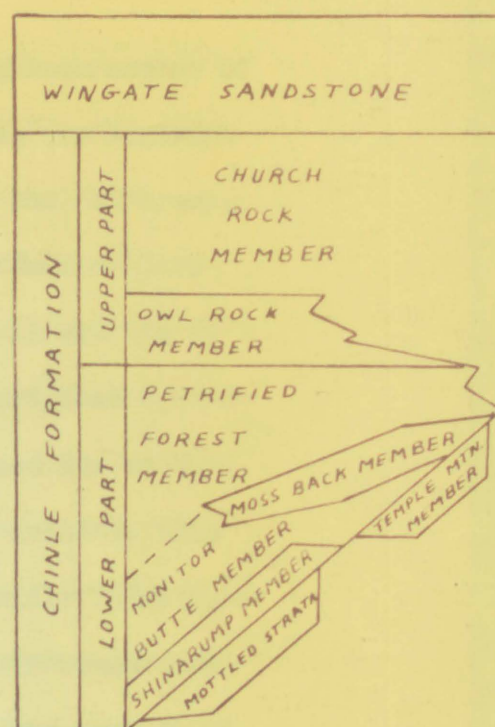 WINGATE SANDSTONE
CHINLE FORMATION
UPPER PART
CHURCH
ROCK
MEMBER
OWL ROCK
MEMBER
LOWER PART
PETRIFIED
FOREST
MEMBER
MOSS BACK MEMBER
TEMPLE MTN.
MEMBER
MONITOR
BUTTE MEMBER
SHINARUMP MEMBER
MOTTLED STRATA